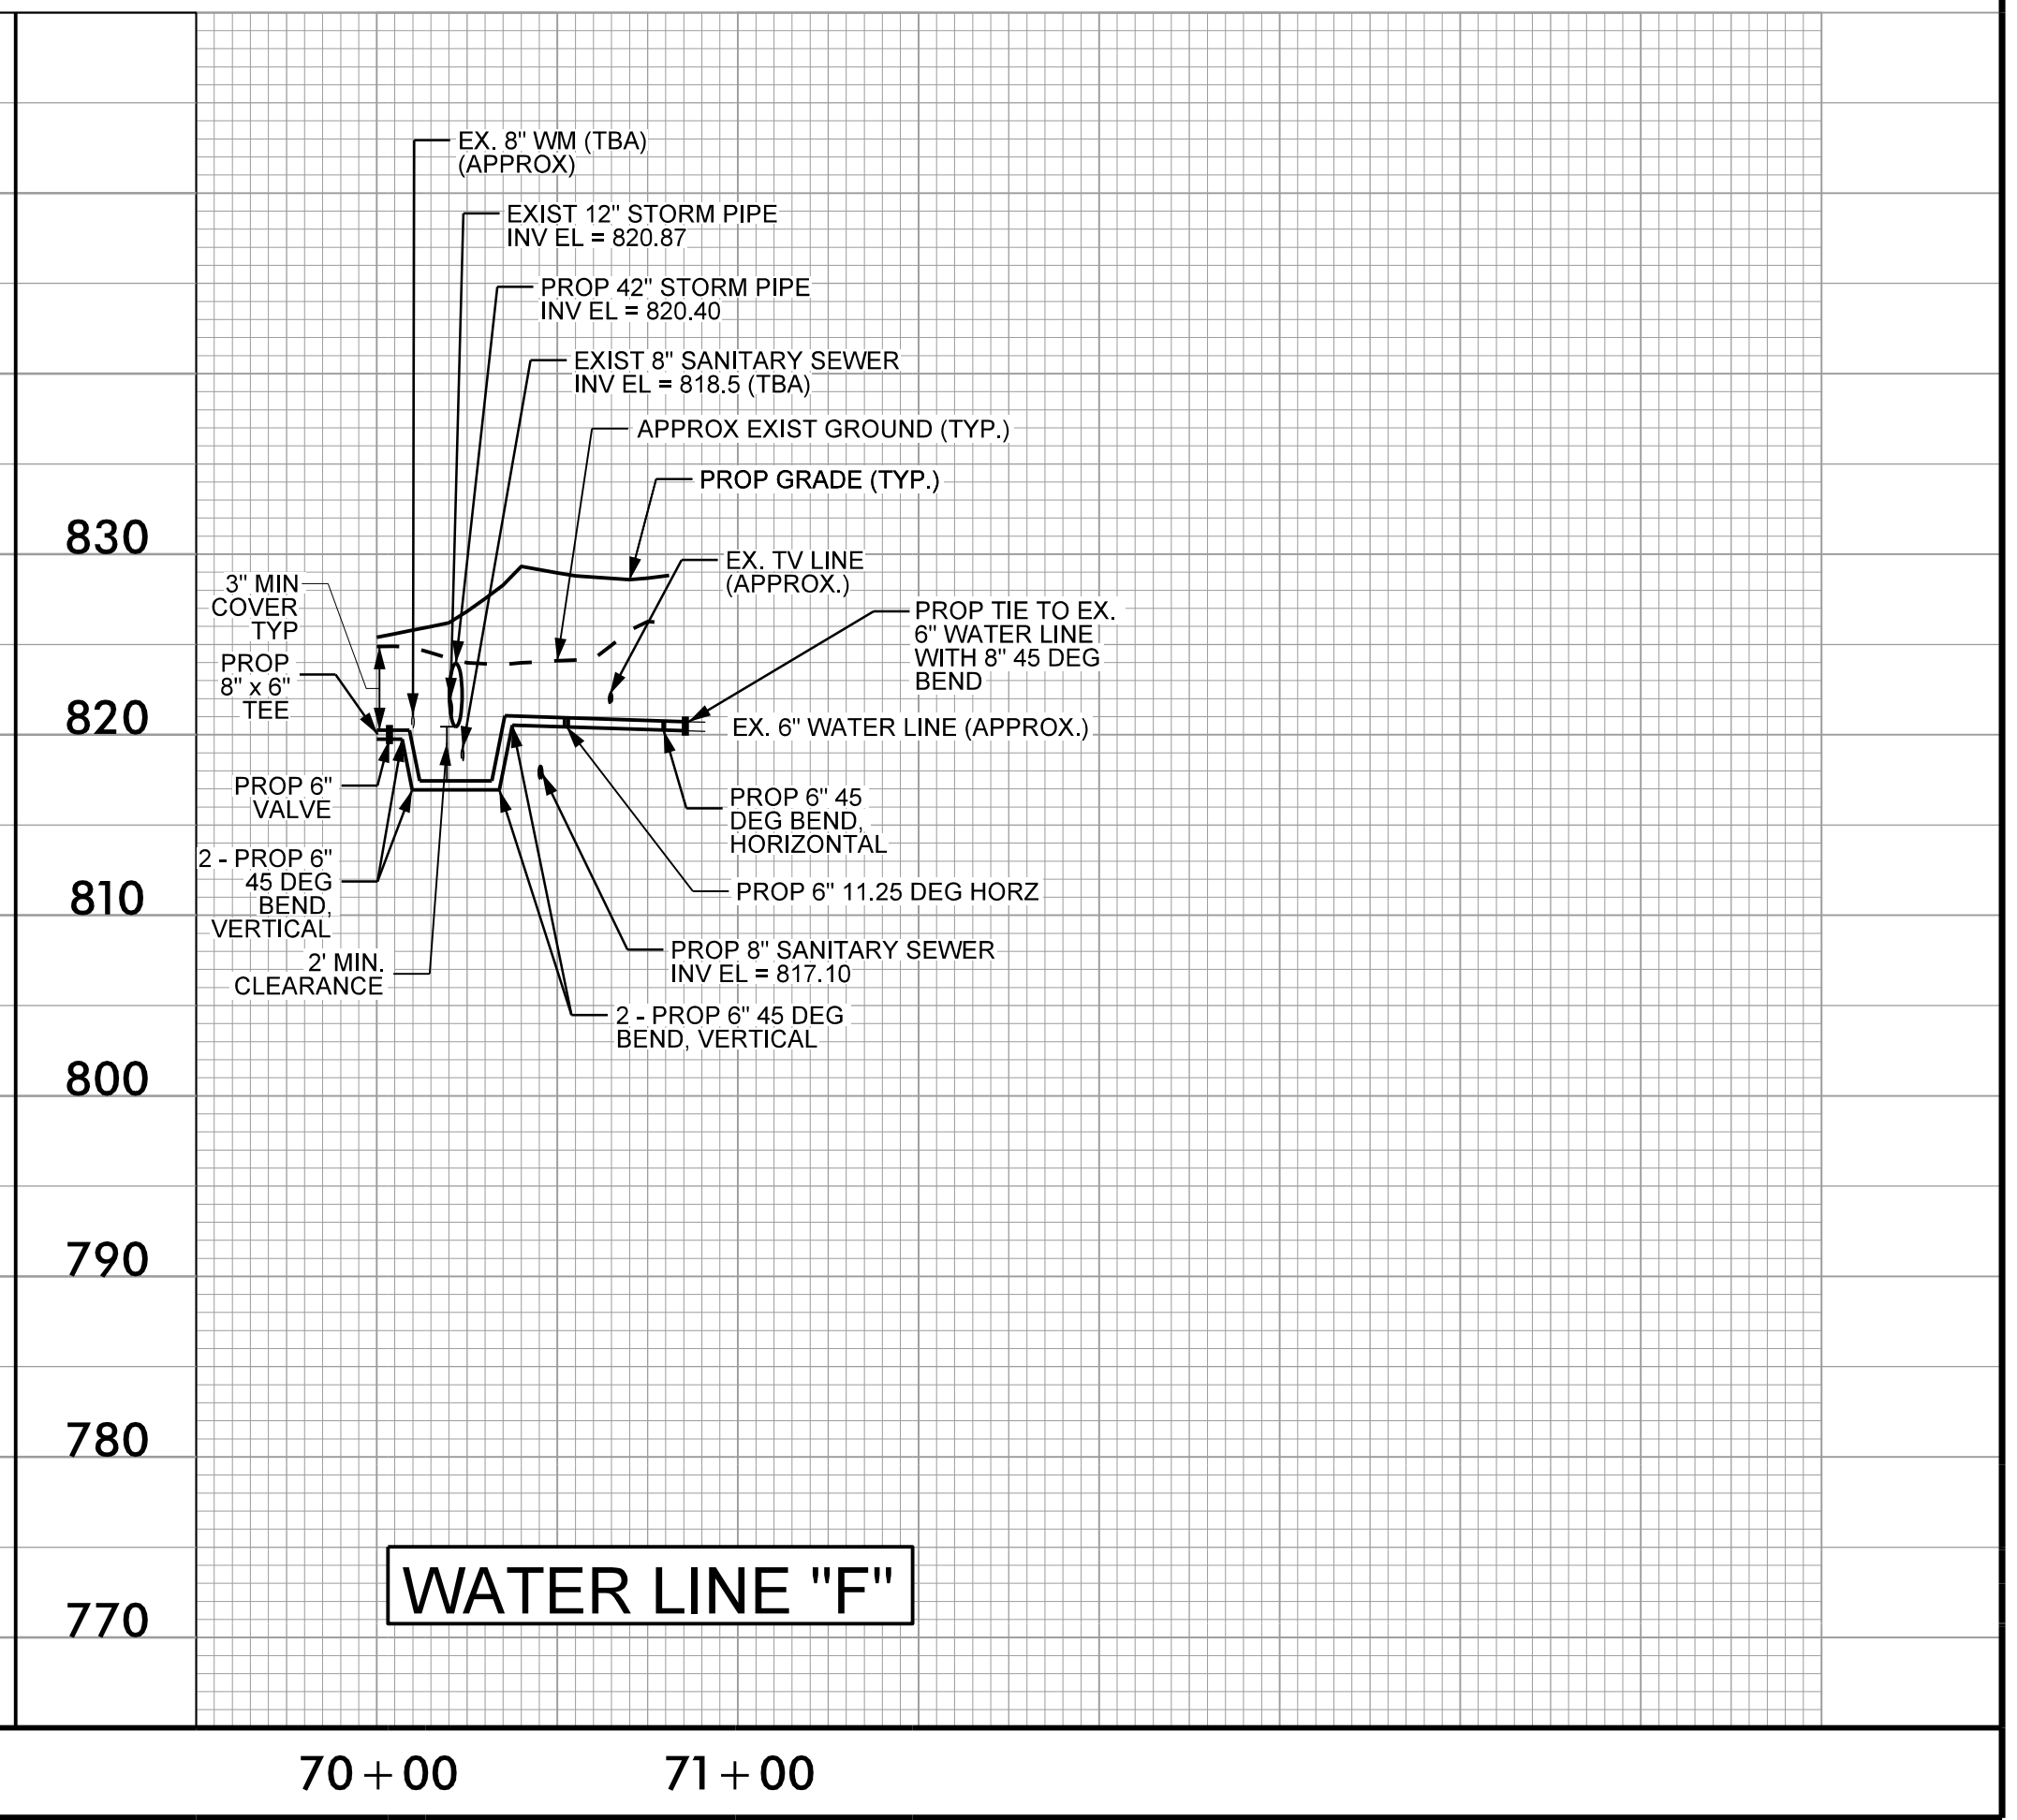 EX. 8" WM (TBA)
(APPROX)
EXIST 12" STORM PIPE
INV EL = 820.87
PROP 42" STORM PIPE
INV EL = 820.40
EXIST 8" SANITARY SEWER
INV EL = 818.5 (TBA)
APPROX EXIST GROUND (TYP.)
PROP GRADE (TYP.)
830
EX. TV LINE
(APPROX.)
3" MIN
COVER
TYP
PROP TIE TO EX.
6" WATER LINE
WITH 8" 45 DEG
BEND
PROP
8" x 6"
TEE
820
EX. 6" WATER LINE (APPROX.)
PROP 6"
VALVE
PROP 6" 45
DEG BEND,
HORIZONTAL
2 - PROP 6"
45 DEG
BEND,
VERTICAL
810
PROP 6" 11.25 DEG HORZ
2' MIN.
CLEARANCE
PROP 8" SANITARY SEWER
INV EL = 817.10
2 - PROP 6" 45 DEG
BEND, VERTICAL
800
790
780
770
WATER LINE "F"
70+00
71+00